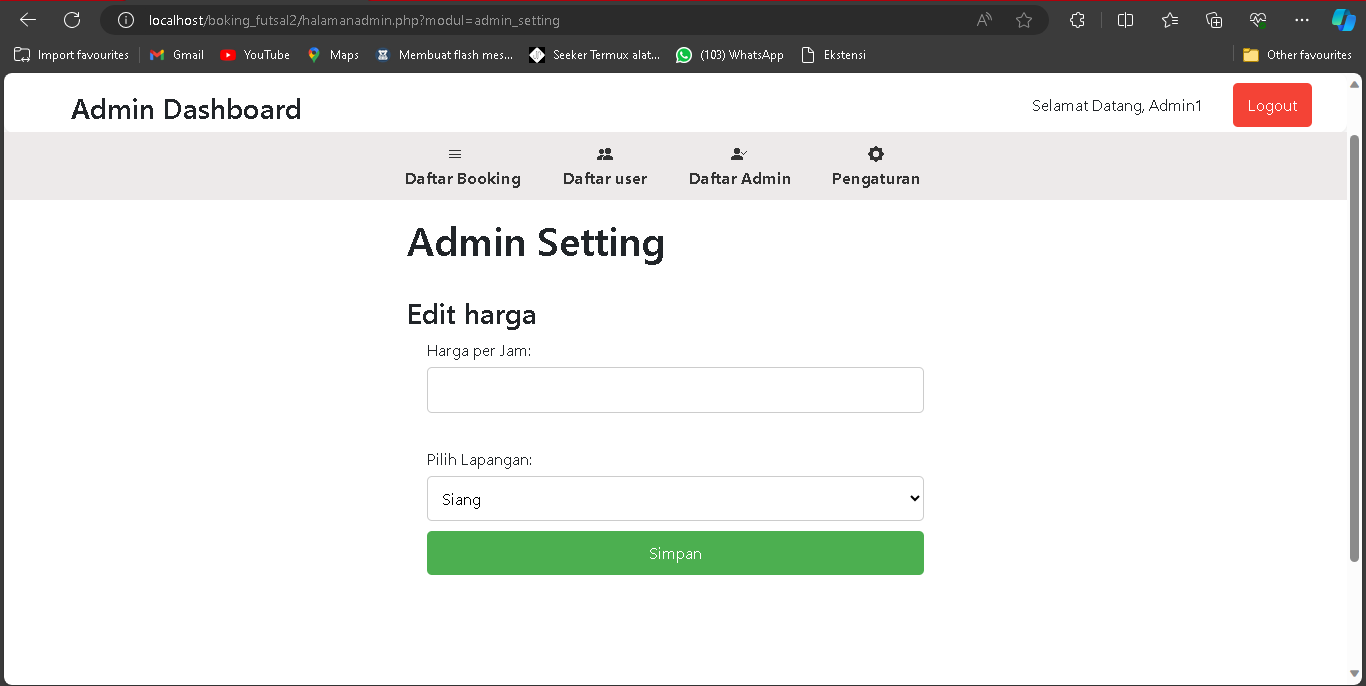 localhost/boking_futsal2/halamanadmin.php?modul=admin_setting
Import favourites Gmail YouTube Maps Membuat flash mes... Seeker Termux alat... (103) WhatsApp Ekstensi Other favourites
Admin Dashboard Selamat Datang, Admin1 Logout
Daftar Booking Daftar user Daftar Admin Pengaturan
Admin Setting
Edit harga
Harga per Jam:
Pilih Lapangan:
Siang
Simpan